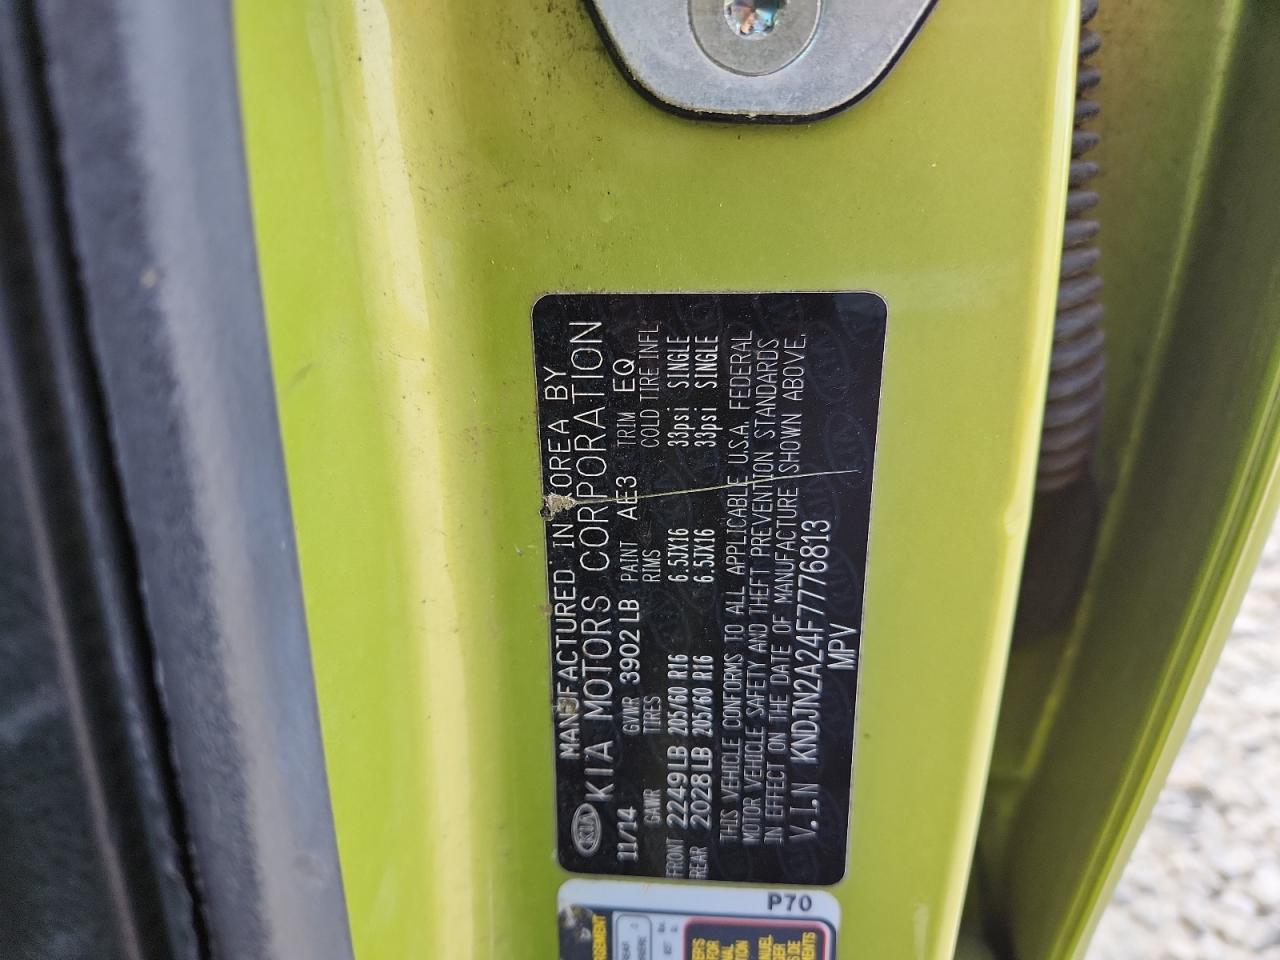 MANUFACTURED IN KOREA BY
KIA KIA MOTORS CORPORATION
11/14 GVWR 3902 LB PAINT AE3 TRIM EQ
GAWR TIRES RIMS COLD TIRE INFL
FRONT 2249 LB 205/60 R16 6.5JX16 33psi SINGLE
REAR 2028 LB 205/60 R16 6.5JX16 33psi SINGLE
THIS VEHICLE CONFORMS TO ALL APPLICABLE U.S.A. FEDERAL
MOTOR VEHICLE SAFETY AND THEFT PREVENTION STANDARDS
IN EFFECT ON THE DATE OF MANUFACTURE SHOWN ABOVE.
V.I.N KNDJN2A24F7776813
MPV
P70